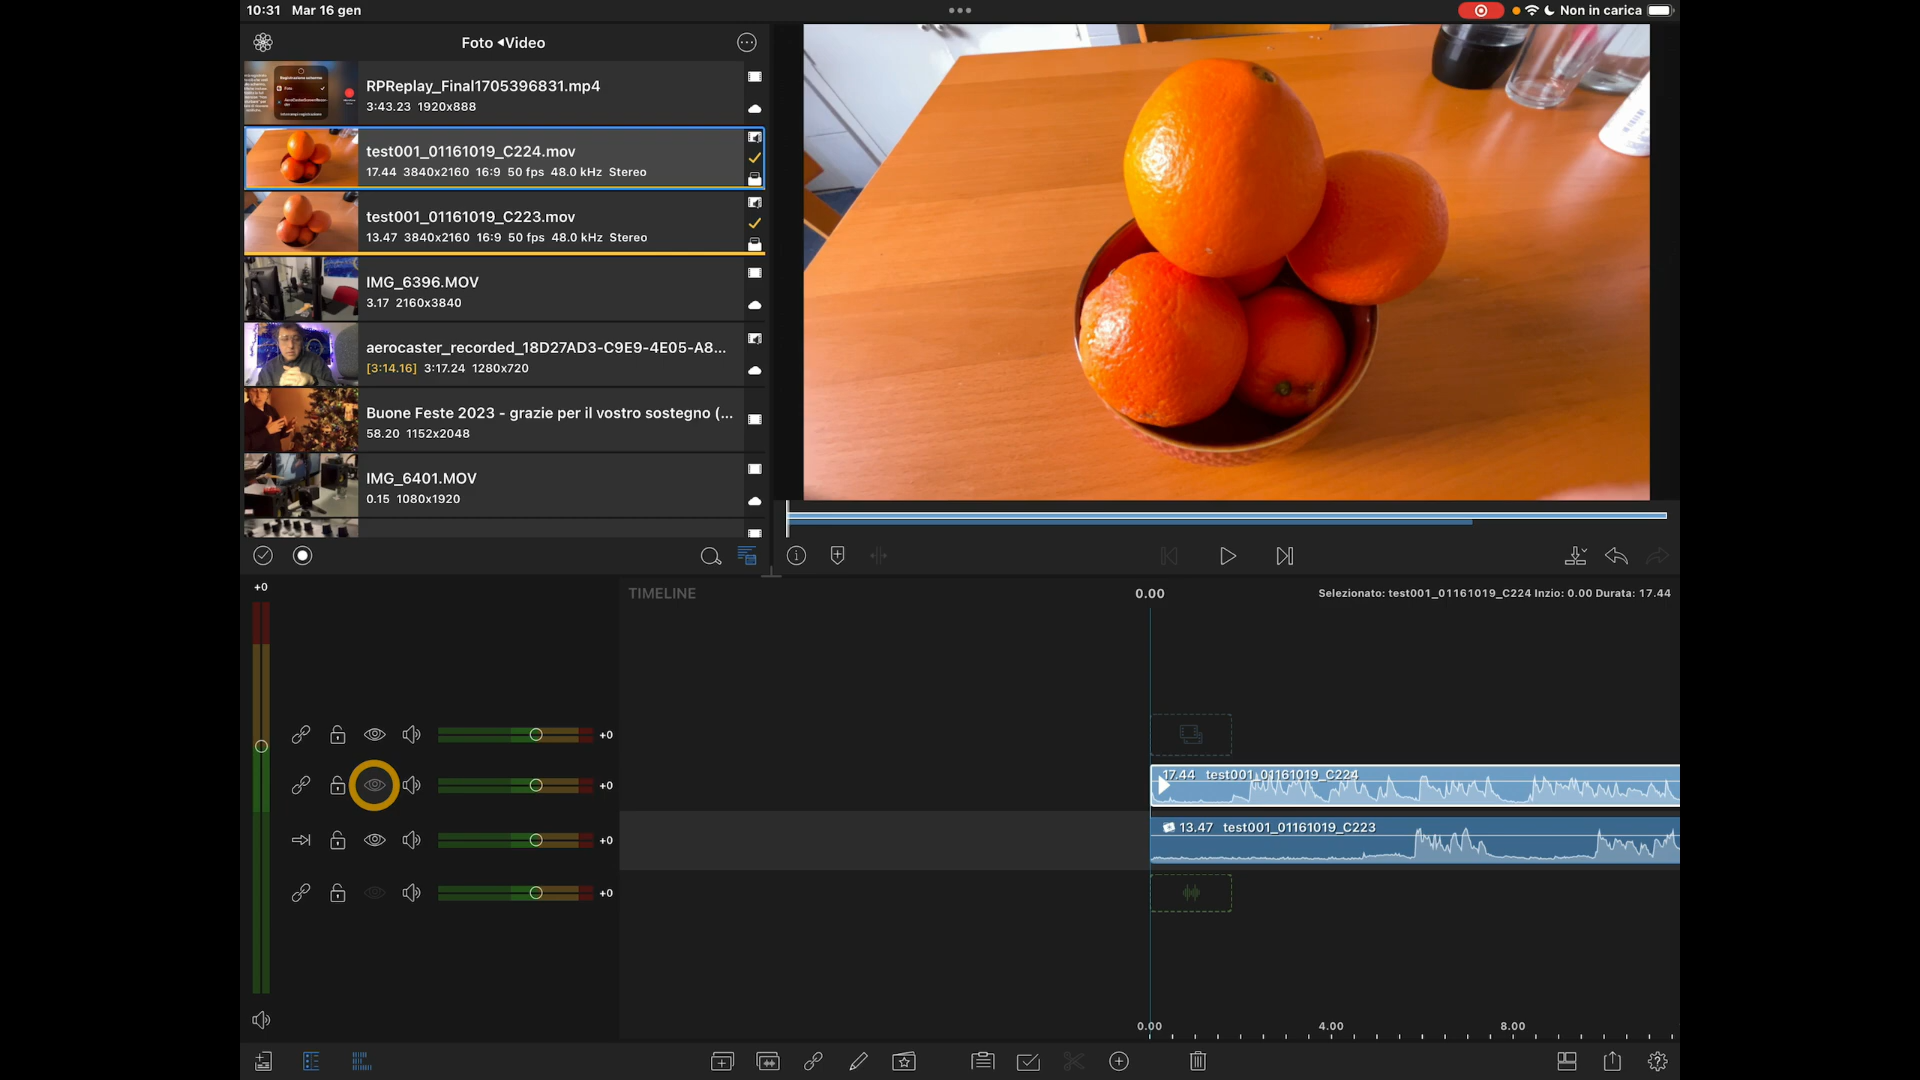 10:31 Mar 16 gen
Non in carica
Foto ◂Video
RPReplay_Final1705396831.mp4
3:43.23 1920x888
test001_01161019_C224.mov
17.44 3840x2160 16:9 50 fps 48.0 kHz Stereo
test001_01161019_C223.mov
13.47 3840x2160 16:9 50 fps 48.0 kHz Stereo
IMG_6396.MOV
3.17 2160x3840
aerocaster_recorded_18D27AD3-C9E9-4E05-A8...
[3:14.16] 3:17.24 1280x720
Buone Feste 2023 - grazie per il vostro sostegno (...
58.20 1152x2048
IMG_6401.MOV
0.15 1080x1920
+0
TIMELINE
0.00
Selezionato: test001_01161019_C224 Inzio: 0.00 Durata: 17.44
+0
17.44 test001_01161019_C224
+0
13.47 test001_01161019_C223
+0
+0
0.00 4.00 8.00